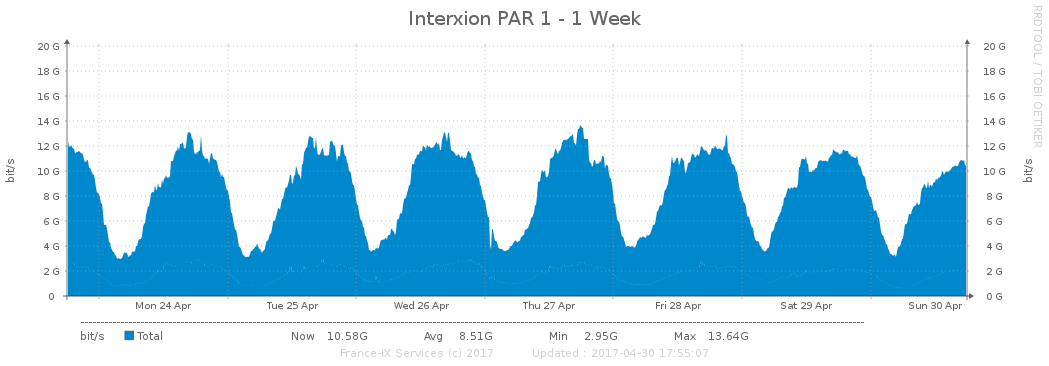 Interxion PAR 1 - 1 Week
RRDTOOL / TOBI OETIKER
bit/s
20 G 20 G
18 G 18 G
16 G 16 G
14 G 14 G
12 G 12 G
10 G 10 G
8 G 8 G
6 G 6 G
4 G 4 G
2 G 2 G
0 0 G
bit/s
Mon 24 Apr Tue 25 Apr Wed 26 Apr Thu 27 Apr Fri 28 Apr Sat 29 Apr Sun 30 Apr
bit/s Total Now 10.58G Avg 8.51G Min 2.95G Max 13.64G
France-IX Services (c) 2017 Updated : 2017-04-30 17:55:07